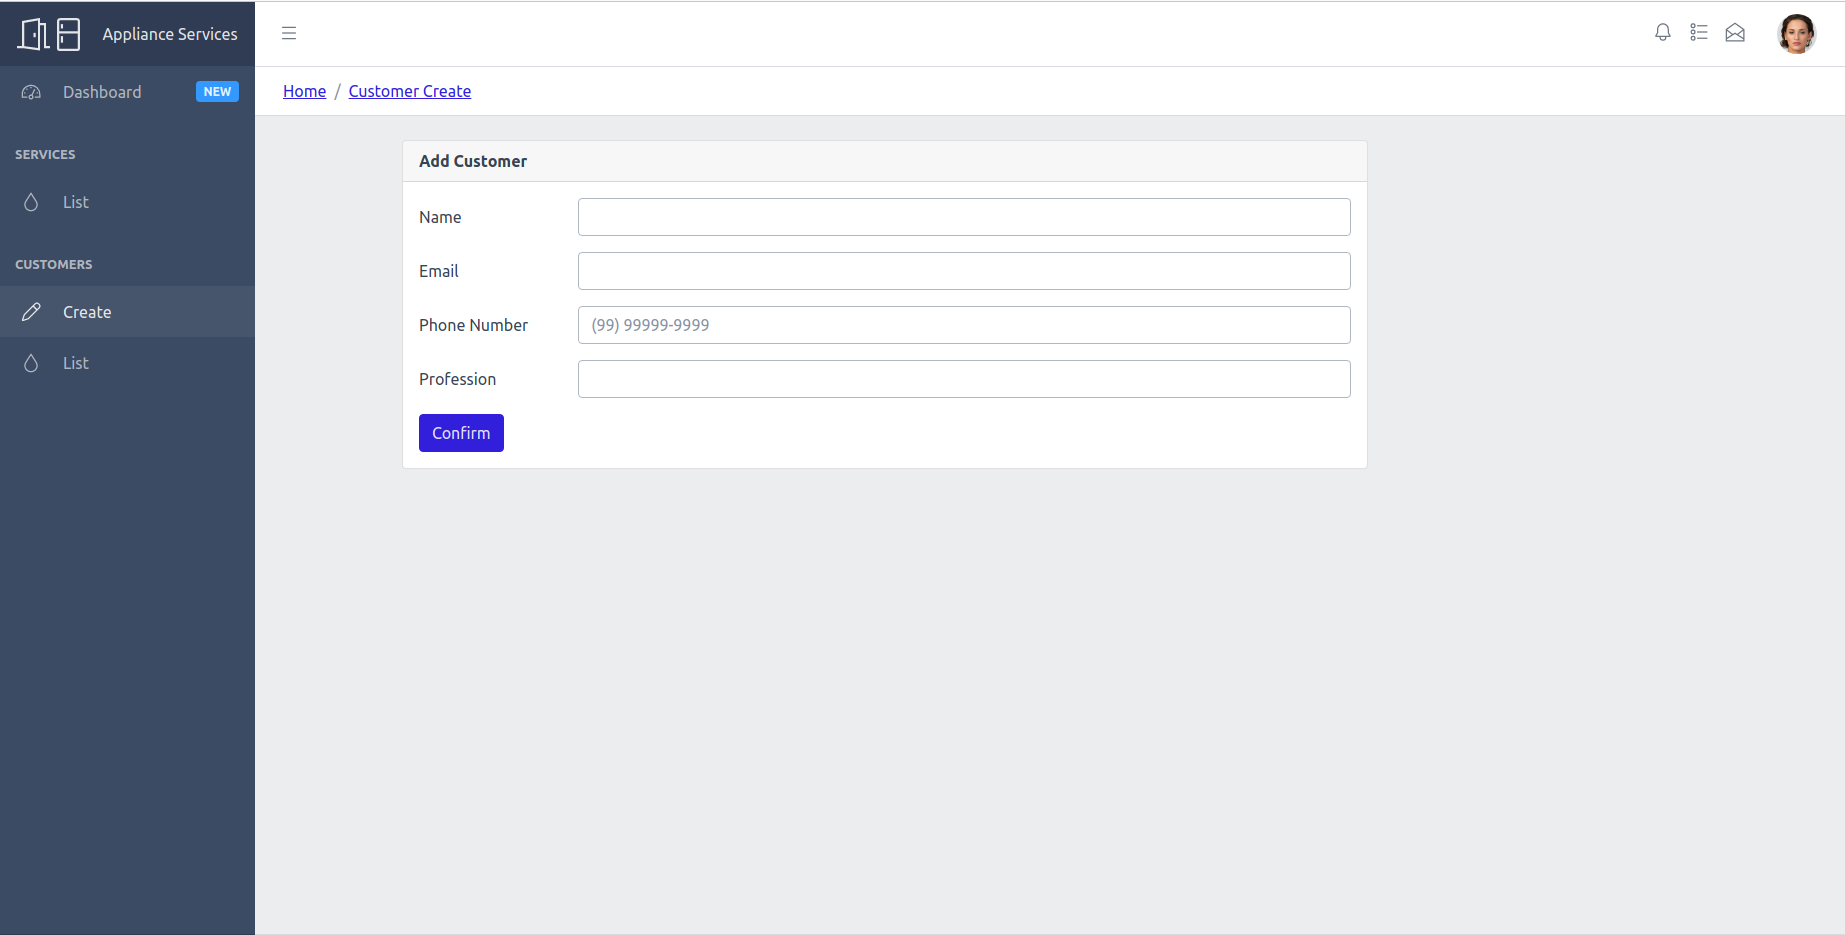 Appliance Services
Dashboard NEW
SERVICES
List
CUSTOMERS
Create
List
Home / Customer Create
Add Customer
Name
Email
Phone Number (99) 99999-9999
Profession
Confirm